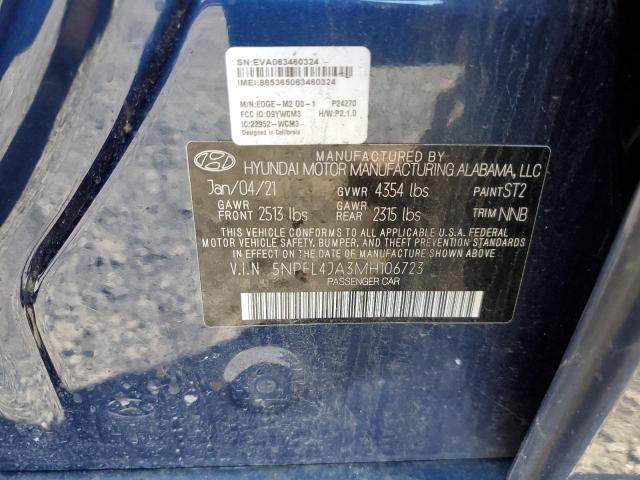 SN:EVA063460324
IMEI:865365063460324
M/N:EDGE-M2 0D-1 P24270
FCC ID:09YWCM3 H/W:P2.1.0
IC:22952-WCM3
Designed in California
MANUFACTURED BY
HYUNDAI MOTOR MANUFACTURING ALABAMA, LLC
Jan/04/21 GVWR 4354 lbs PAINT ST2
GAWR FRONT 2513 lbs GAWR REAR 2315 lbs TRIM NNB
THIS VEHICLE CONFORMS TO ALL APPLICABLE U.S.A FEDERAL
MOTOR VEHICLE SAFETY, BUMPER, AND THEFT PREVENTION
STANDARDS IN EFFECT ON THE DATE OF MANUFACTURE
SHOWN ABOVE.
V.I.N 5NPEL4JA3MH106723
PASSENGER CAR